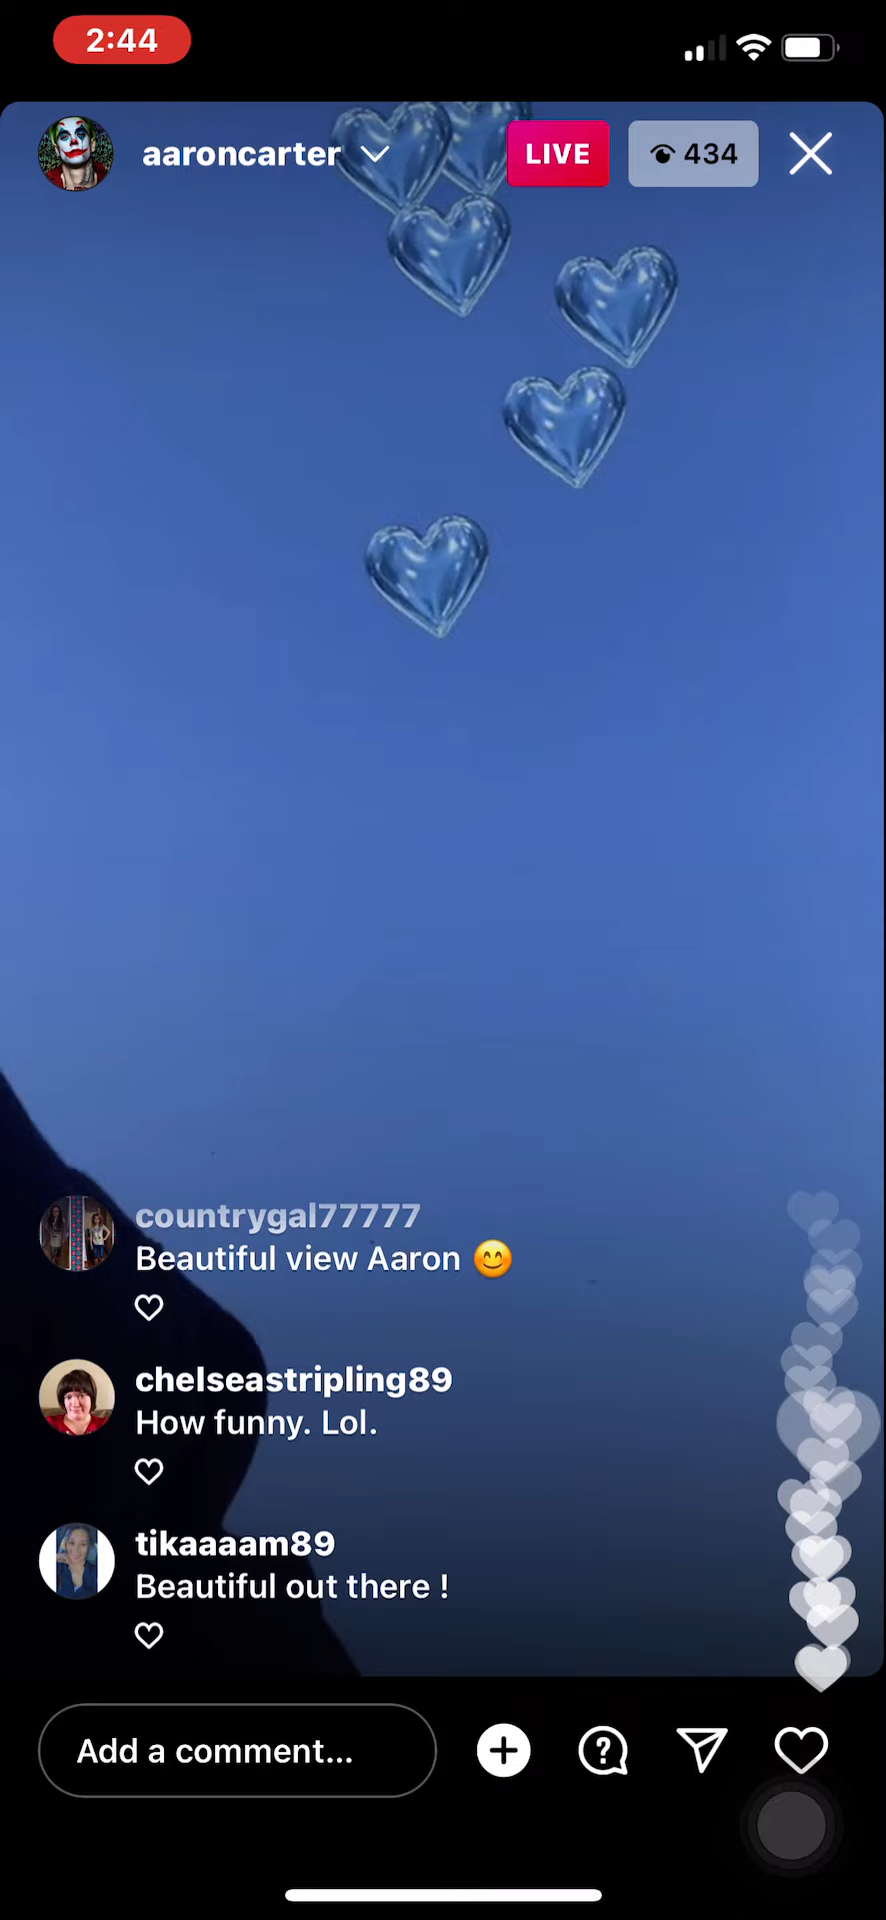 2:44
aaroncarter
LIVE
434
countrygal77777
Beautiful view Aaron 😊
chelseastripling89
How funny. Lol.
tikaaaam89
Beautiful out there !
Add a comment...